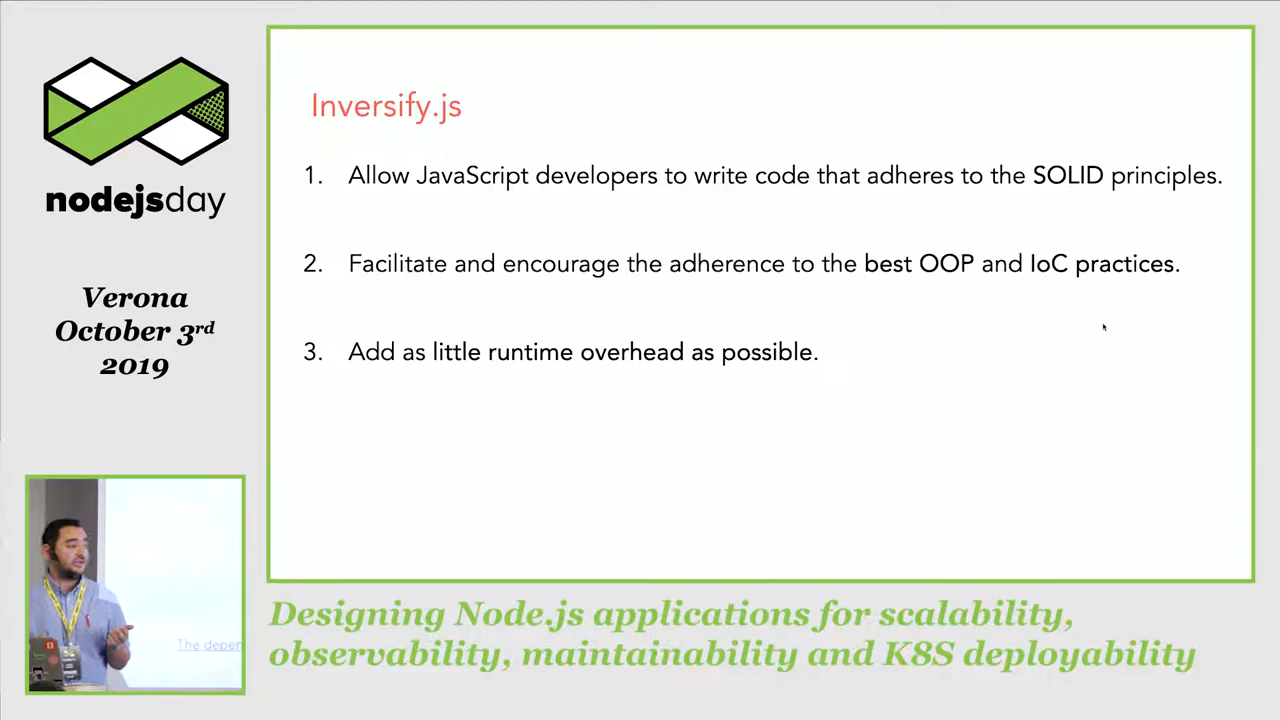 nodejsday
Verona
October 3rd
2019
Inversify.js
1. Allow JavaScript developers to write code that adheres to the SOLID principles.
2. Facilitate and encourage the adherence to the best OOP and IoC practices.
3. Add as little runtime overhead as possible.
The depen
Designing Node.js applications for scalability,
observability, maintainability and K8S deployability